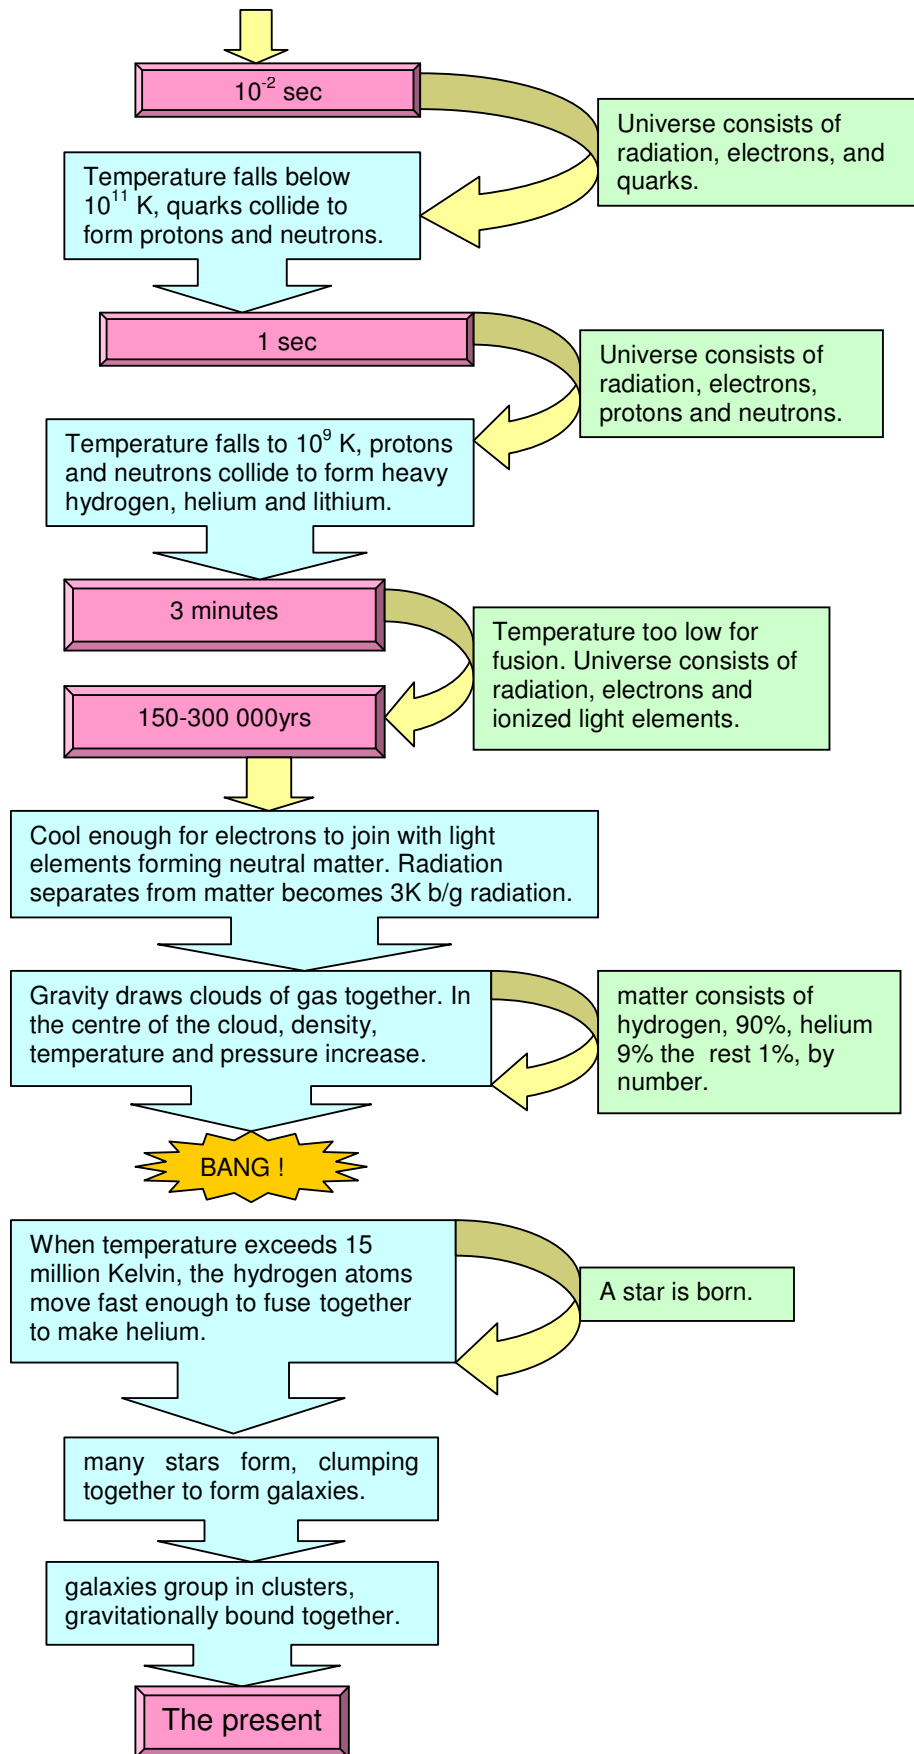 10⁻² sec
Universe consists of
radiation, electrons, and
quarks.
Temperature falls below
10¹¹ K, quarks collide to
form protons and neutrons.
1 sec
Universe consists of
radiation, electrons,
protons and neutrons.
Temperature falls to 10⁹ K, protons
and neutrons collide to form heavy
hydrogen, helium and lithium.
3 minutes
Temperature too low for
fusion. Universe consists of
radiation, electrons and
ionized light elements.
150-300 000yrs
Cool enough for electrons to join with light
elements forming neutral matter. Radiation
separates from matter becomes 3K b/g radiation.
Gravity draws clouds of gas together. In
the centre of the cloud, density,
temperature and pressure increase.
matter consists of
hydrogen, 90%, helium
9% the rest 1%, by
number.
BANG !
When temperature exceeds 15
million Kelvin, the hydrogen atoms
move fast enough to fuse together
to make helium.
A star is born.
many stars form, clumping
together to form galaxies.
galaxies group in clusters,
gravitationally bound together.
The present